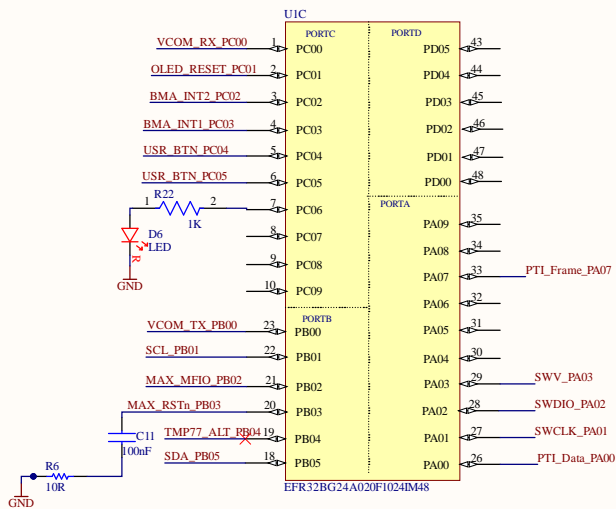 U1C
PORTC
PORTD
VCOM_RX_PC00 1 PC00
PD05 43
OLED_RESET_PC01 2 PC01
PD04 44
BMA_INT2_PC02 3 PC02
PD03 45
BMA_INT1_PC03 4 PC03
PD02 46
USR_BTN_PC04 5 PC04
PD01 47
USR_BTN_PC05 6 PC05
PD00 48
R22
1 2
1K
7 PC06
PORTA
D6
LED
R
GND
8 PC07
PA09 35
9 PC08
PA08 34
10 PC09
PA07 33 PTI_Frame_PA07
PORTB
PA06 32
VCOM_TX_PB00 23 PB00
PA05 31
SCL_PB01 22 PB01
PA04 30
MAX_MFIO_PB02 21 PB02
PA03 29 SWV_PA03
MAX_RSTn_PB03 20 PB03
PA02 28 SWDIO_PA02
C11
100nF
TMP77_ALT_PB04 19 PB04
PA01 27 SWCLK_PA01
SDA_PB05 18 PB05
PA00 26 PTI_Data_PA00
R6
10R
GND
EFR32BG24A020F1024IM48